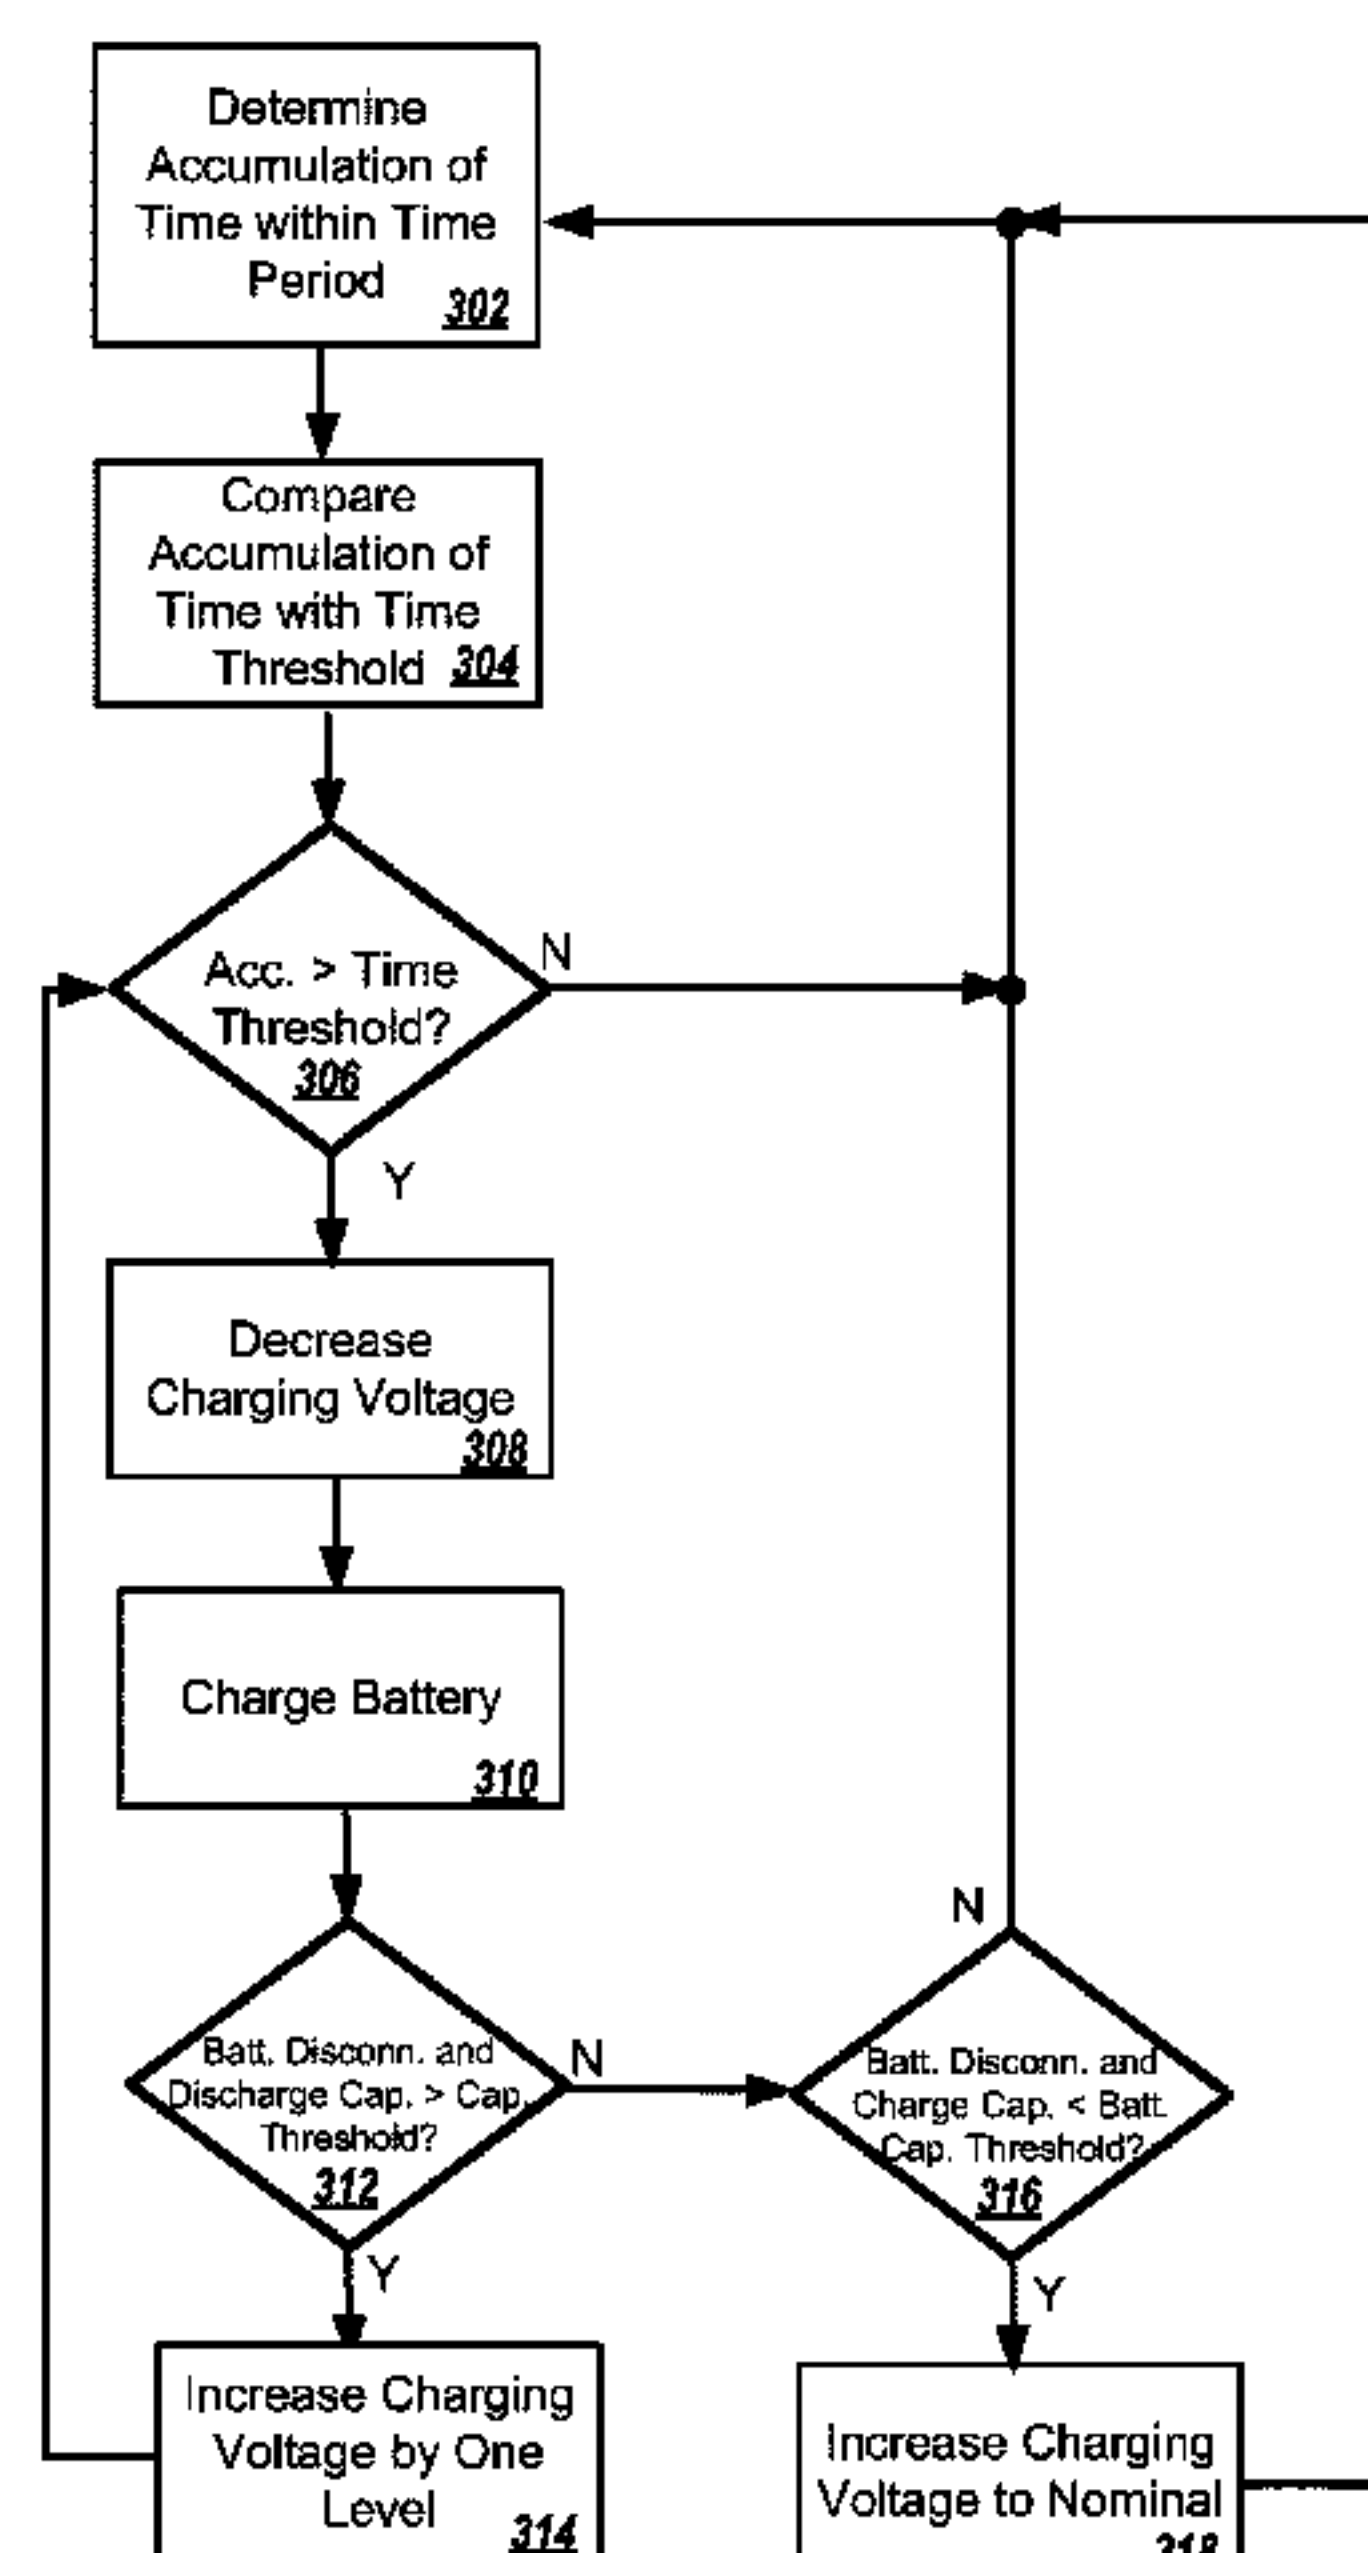 Determine
Accumulation of
Time within Time
Period
302
Compare
Accumulation of
Time with Time
Threshold 304
N
Acc. > Time
Threshold?
306
Y
Decrease
Charging Voltage
308
Charge Battery
310
N
Batt. Disconn. and
Discharge Cap. > Cap.
Threshold?
312
N
Batt. Disconn. and
Charge Cap. < Batt.
Cap. Threshold?
316
Y
Y
Increase Charging
Voltage by One
Level
314
Increase Charging
Voltage to Nominal
318